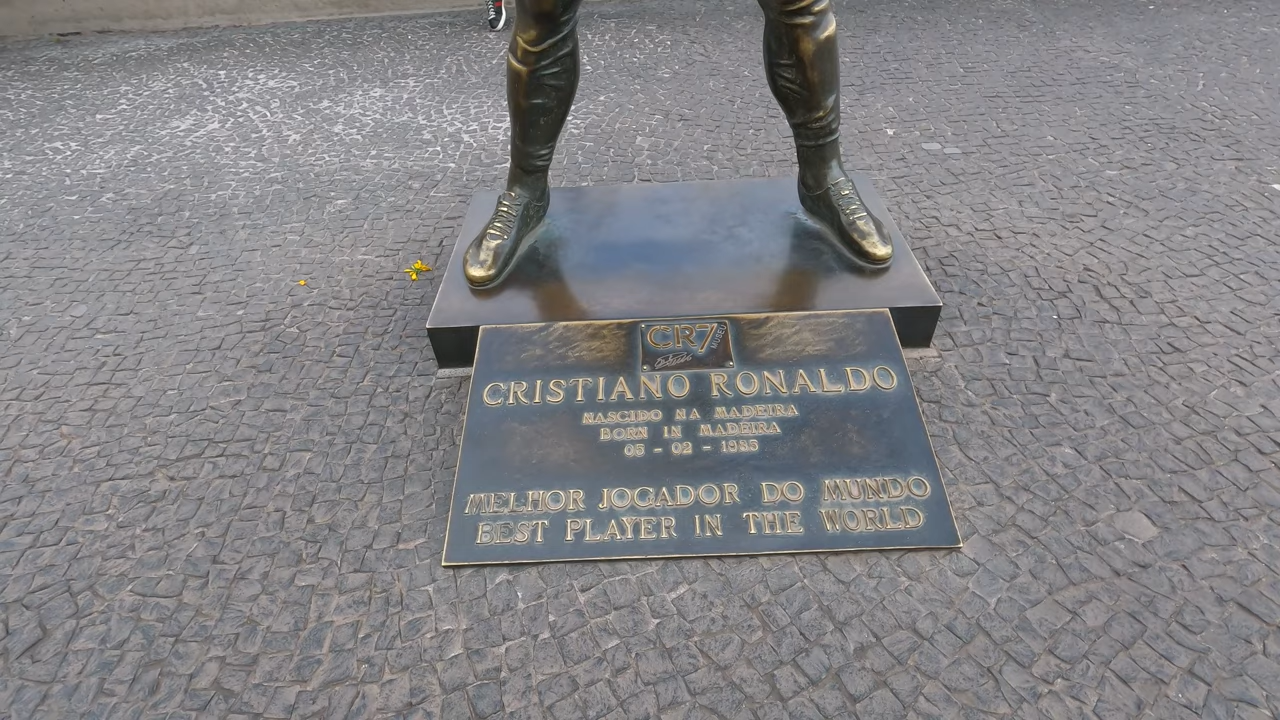 CR7
MUSEU
CRISTIANO RONALDO
NASCIDO NA MADEIRA
BORN IN MADEIRA
05 - 02 - 1985
MELHOR JOGADOR DO MUNDO
BEST PLAYER IN THE WORLD